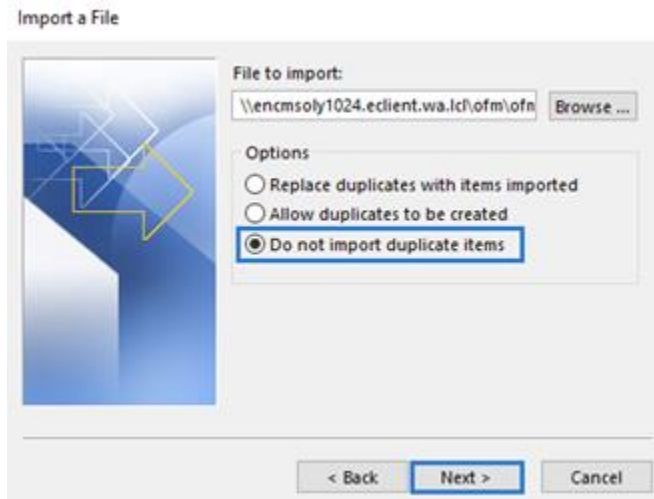 Import a File
File to import:
\\encmsoly1024.eclient.wa.lcl\ofm\ofn Browse ...
Options
Replace duplicates with items imported
Allow duplicates to be created
Do not import duplicate items
< Back Next > Cancel